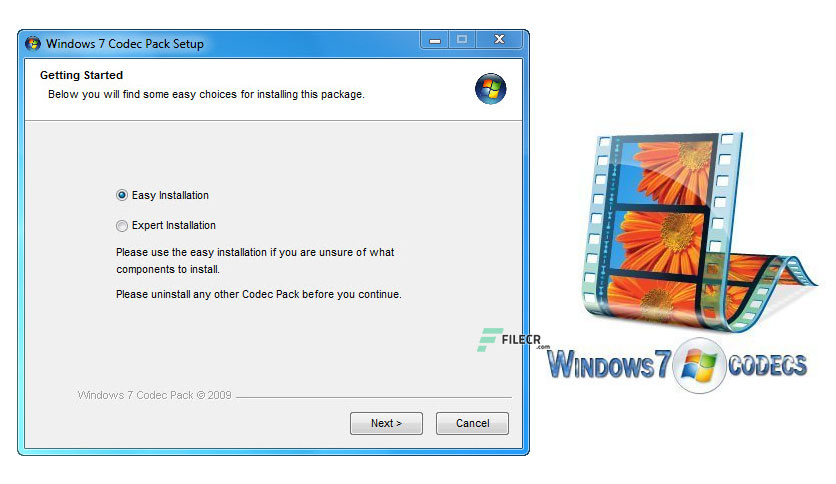 Windows 7 Codec Pack Setup
Getting Started
Below you will find some easy choices for installing this package.
Easy Installation
Expert Installation
Please use the easy installation if you are unsure of what
components to install.
Please uninstall any other Codec Pack before you continue.
FILECR
.com
WINDOWS 7 CODECS
Windows 7 Codec Pack © 2009
Next >
Cancel